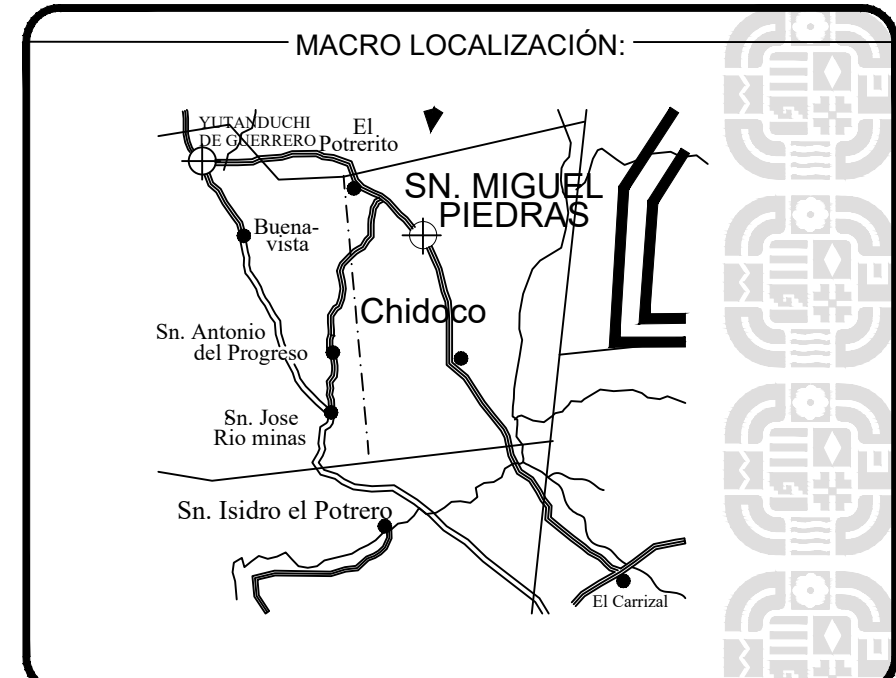 MACRO LOCALIZACIÓN:
YUTANDUCHI
DE GUERRERO
El
Potrerito
SN. MIGUEL
PIEDRAS
Buena-
vista
Chidoco
Sn. Antonio
del Progreso
Sn. Jose
Rio minas
Sn. Isidro el Potrero
El Carrizal